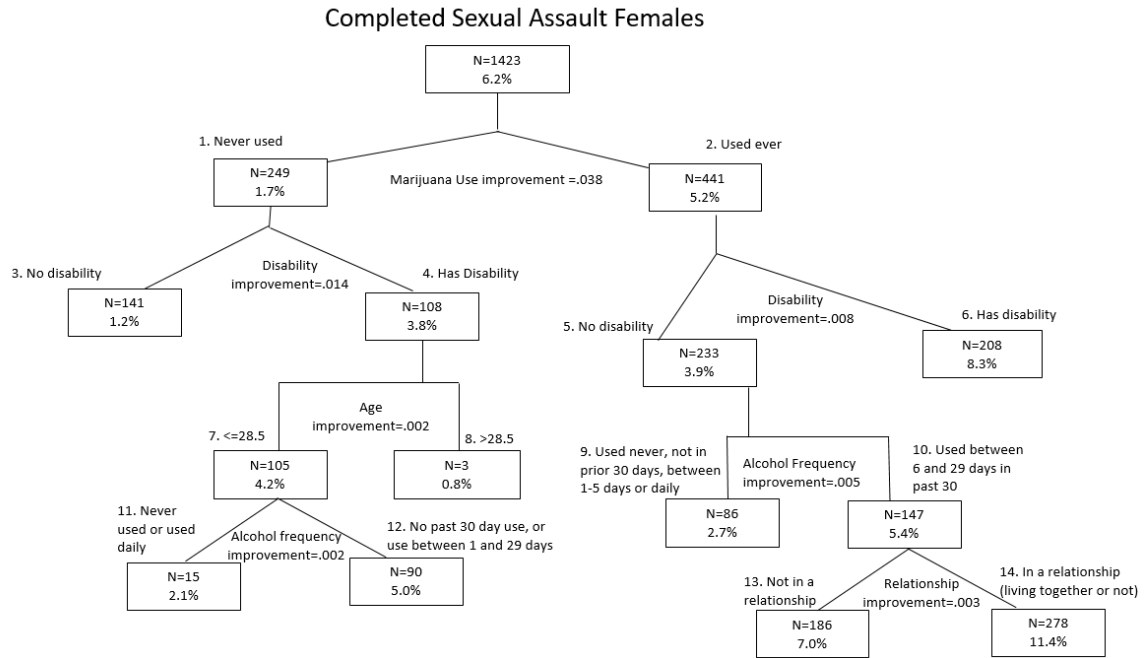 Completed Sexual Assault Females
N=1423
6.2%
1. Never used
2. Used ever
N=249
1.7%
Marijuana Use improvement =.038
N=441
5.2%
3. No disability
Disability
improvement=.014
4. Has Disability
N=141
1.2%
N=108
3.8%
5. No disability
Disability
improvement=.008
6. Has disability
N=233
3.9%
N=208
8.3%
Age
improvement=.002
7. <=28.5
8. >28.5
N=105
4.2%
N=3
0.8%
9. Used never, not in
prior 30 days, between
1-5 days or daily
Alcohol Frequency
improvement=.005
10. Used between
6 and 29 days in
past 30
N=86
2.7%
N=147
5.4%
11. Never
used or used
daily
Alcohol frequency
improvement=.002
12. No past 30 day use, or
use between 1 and 29 days
N=15
2.1%
N=90
5.0%
13. Not in a
relationship
Relationship
improvement=.003
14. In a relationship
(living together or not)
N=186
7.0%
N=278
11.4%